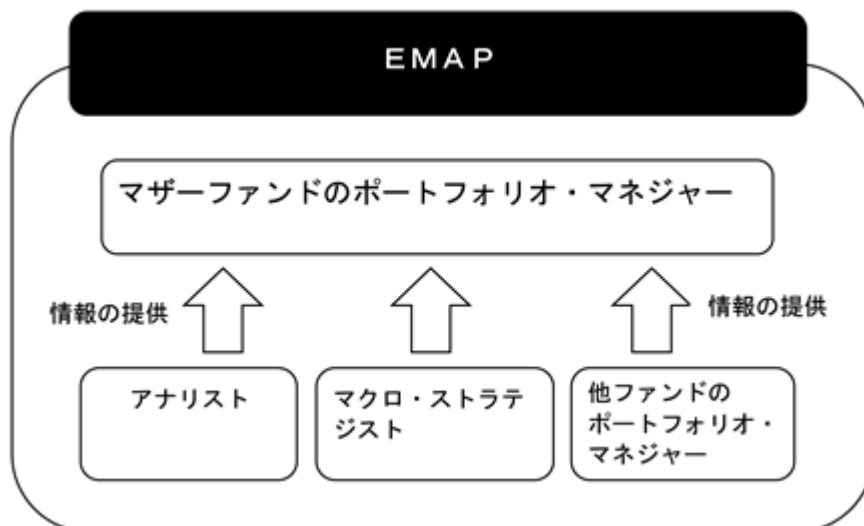 ＥＭＡＰ
マザーファンドのポートフォリオ・マネジャー
情報の提供
情報の提供
アナリスト
マクロ・ストラテ
ジスト
他ファンドの
ポートフォリオ・
マネジャー